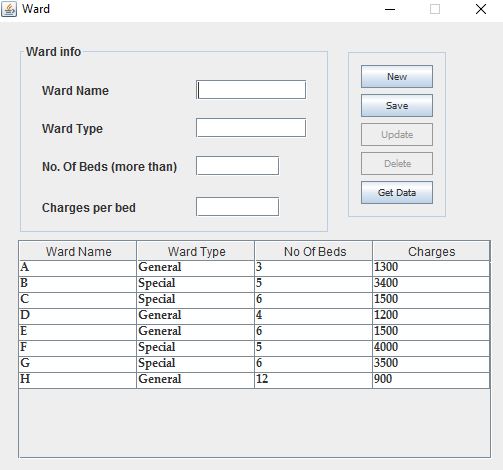 Ward
Ward info
Ward Name
Ward Type
No. Of Beds (more than)
Charges per bed
New
Save
Update
Delete
Get Data
Ward Name Ward Type No Of Beds Charges
A General 3 1300
B Special 5 3400
C Special 6 1500
D General 4 1200
E General 6 1500
F Special 5 4000
G Special 6 3500
H General 12 900